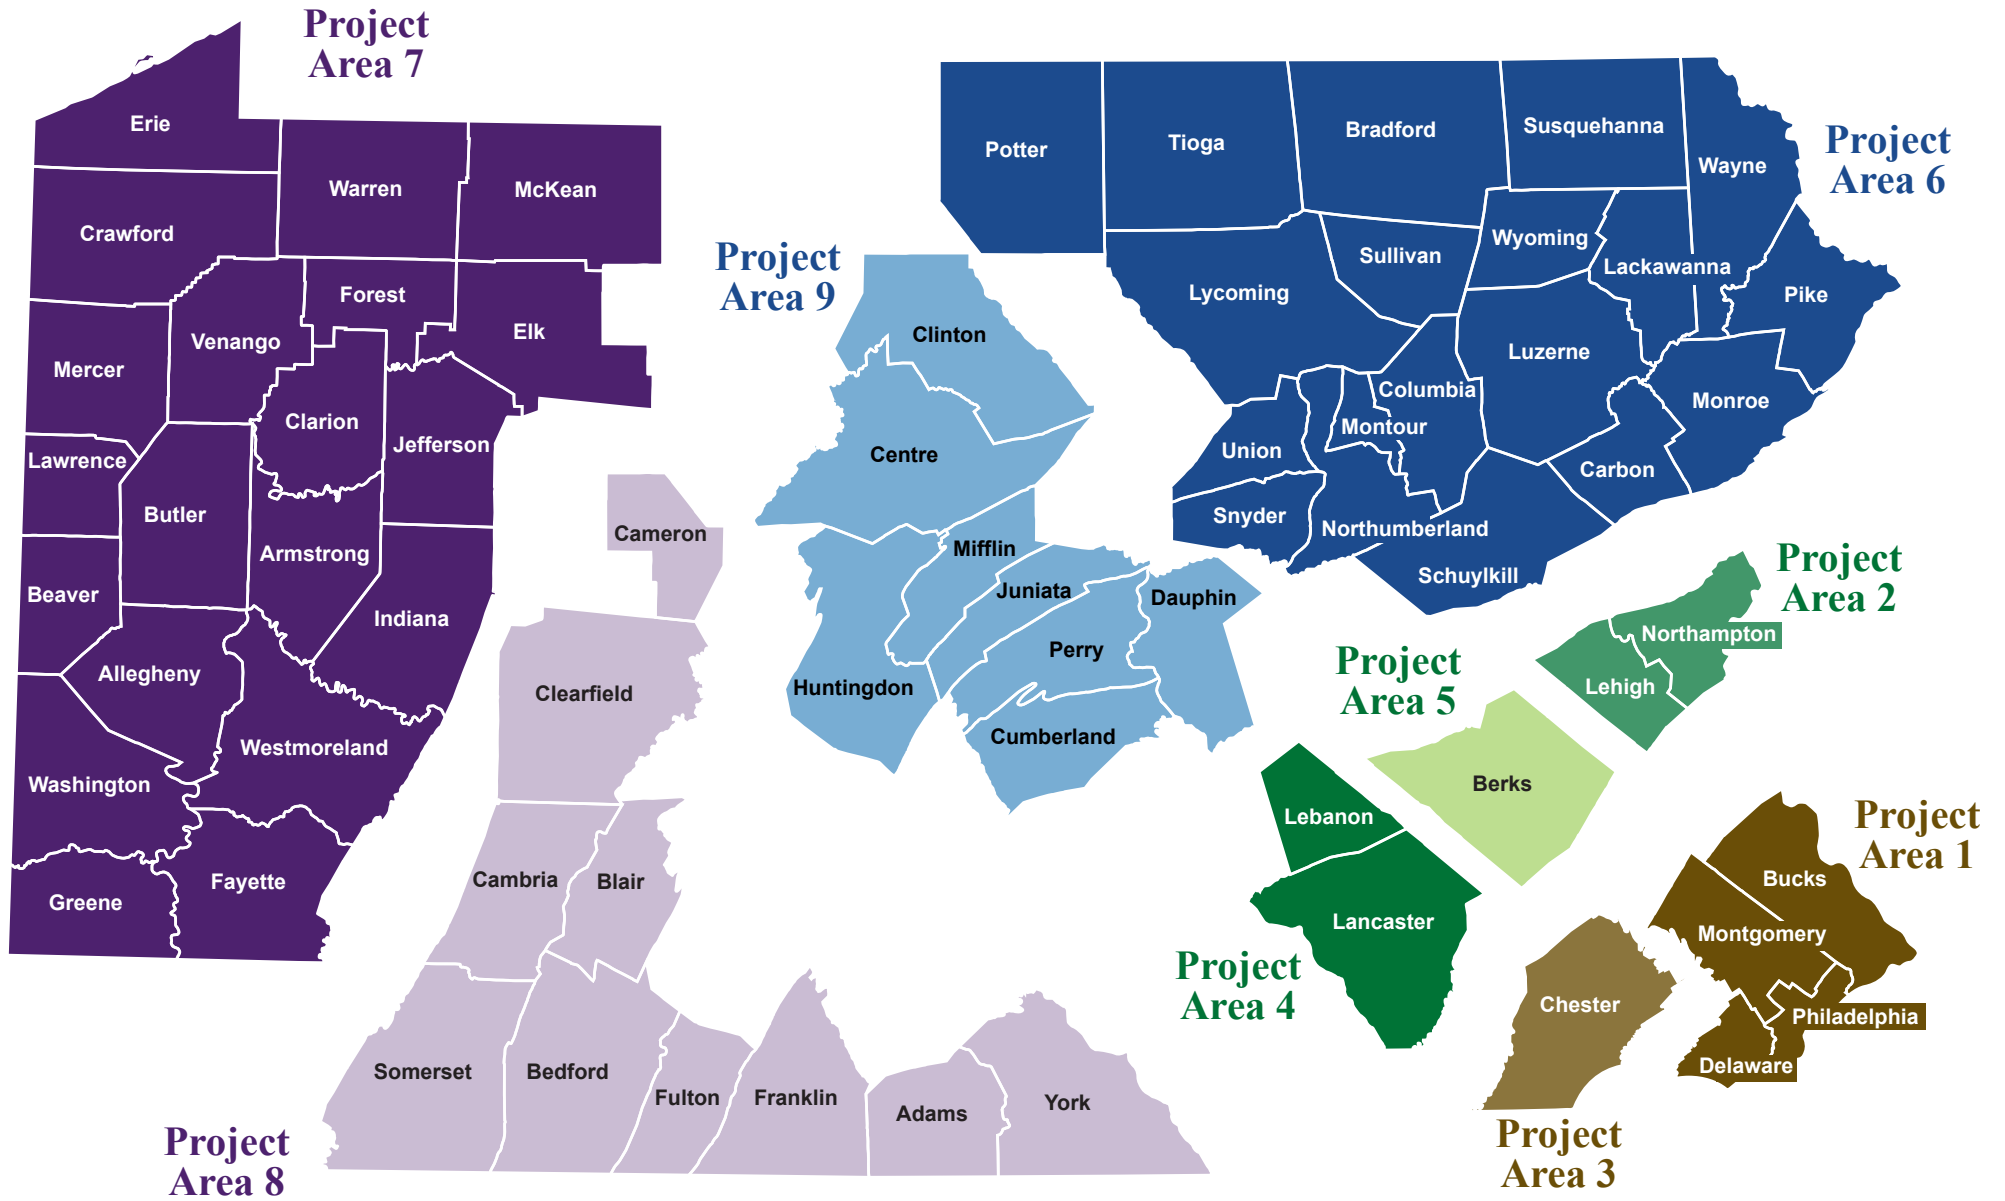 Project
Area 7
Erie
Warren
McKean
Crawford
Forest
Venango
Elk
Mercer
Clarion
Jefferson
Lawrence
Butler
Armstrong
Beaver
Indiana
Allegheny
Westmoreland
Washington
Fayette
Greene
Project
Area 6
Potter
Tioga
Bradford
Susquehanna
Wayne
Wyoming
Sullivan
Lackawanna
Lycoming
Pike
Luzerne
Columbia
Monroe
Montour
Union
Carbon
Snyder
Northumberland
Schuylkill
Project
Area 9
Clinton
Centre
Mifflin
Juniata
Dauphin
Perry
Huntingdon
Cumberland
Project
Area 2
Northampton
Lehigh
Project
Area 5
Berks
Lebanon
Lancaster
Project
Area 4
Project
Area 1
Bucks
Montgomery
Philadelphia
Delaware
Chester
Project
Area 3
Cameron
Clearfield
Cambria
Blair
Somerset
Bedford
Fulton
Franklin
Adams
York
Project
Area 8